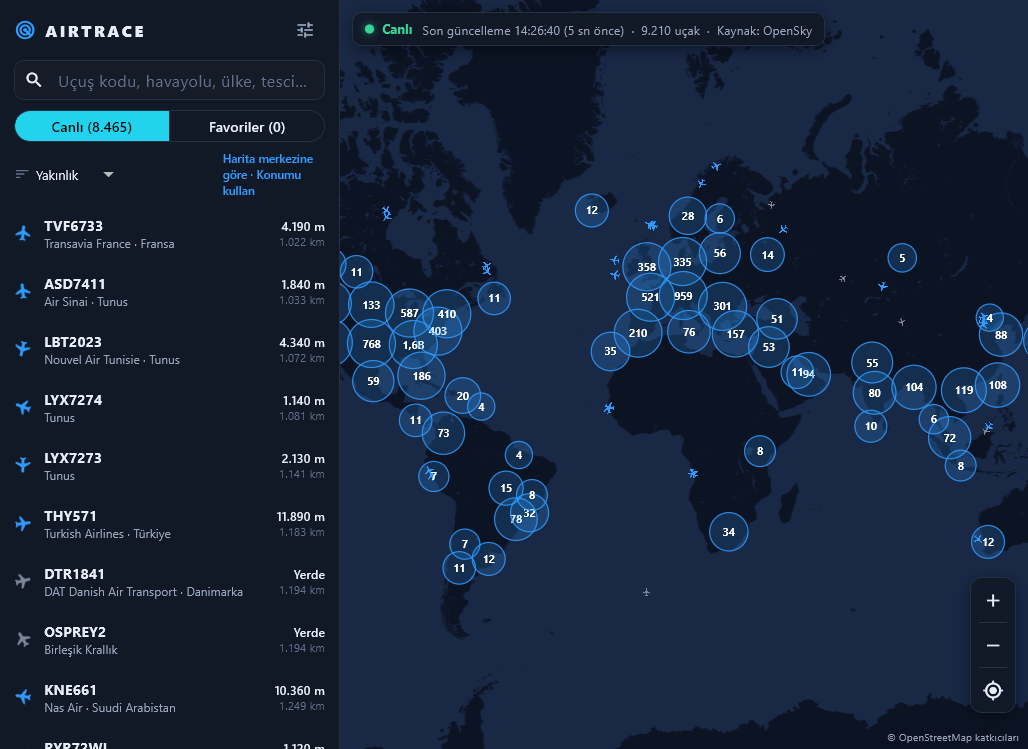 AIRTRACE
Uçuş kodu, havayolu, ülke, tesci...
Canlı (8.465)
Favoriler (0)
Yakınlık
Harita merkezine
göre · Konumu
kullan
TVF6733
4.190 m
Transavia France · Fransa
1.022 km
ASD7411
1.840 m
Air Sinai · Tunus
1.033 km
LBT2023
4.340 m
Nouvel Air Tunisie · Tunus
1.072 km
LYX7274
1.140 m
Tunus
1.081 km
LYX7273
2.130 m
Tunus
1.141 km
THY571
11.890 m
Turkish Airlines · Türkiye
1.183 km
DTR1841
Yerde
DAT Danish Air Transport · Danimarka
1.194 km
OSPREY2
Yerde
Birleşik Krallık
1.194 km
KNE661
10.360 m
Nas Air · Suudi Arabistan
1.249 km
Canlı Son güncelleme 14:26:40 (5 sn önce) · 9.210 uçak · Kaynak: OpenSky
12
28
6
56
14
335
358
5
11
11
521
959
301
133
587
410
403
51
4
88
210
76
157
53
768
35
55
11
94
186
59
80
104
119
108
20
4
11
73
10
6
72
8
4
8
7
15
8
32
78
34
12
7
12
11
+
−
© OpenStreetMap katkıcıları